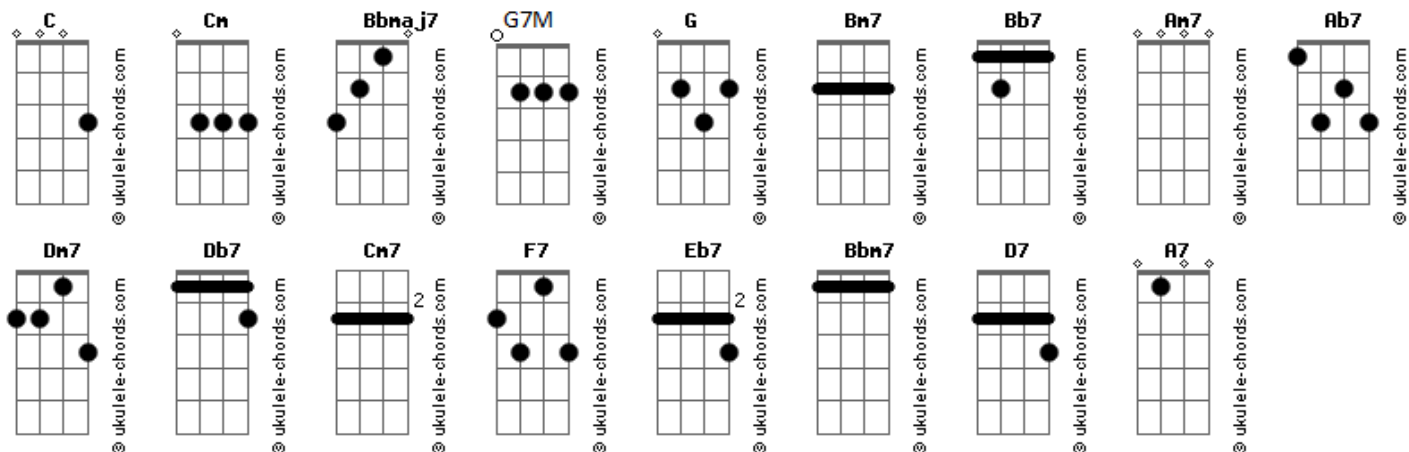 C Cm Bbmaj7 G7M G Bm7 Bb7 Am7 Ab7
© ukulele-chords.com © ukulele-chords.com © ukulele-chords.com © ukulele-chords.com © ukulele-chords.com © ukulele-chords.com © ukulele-chords.com © ukulele-chords.com © ukulele-chords.com
Dm7 Db7 Cm7 F7 Eb7 Bbm7 D7 A7
2 2
© ukulele-chords.com © ukulele-chords.com © ukulele-chords.com © ukulele-chords.com © ukulele-chords.com © ukulele-chords.com © ukulele-chords.com © ukulele-chords.com